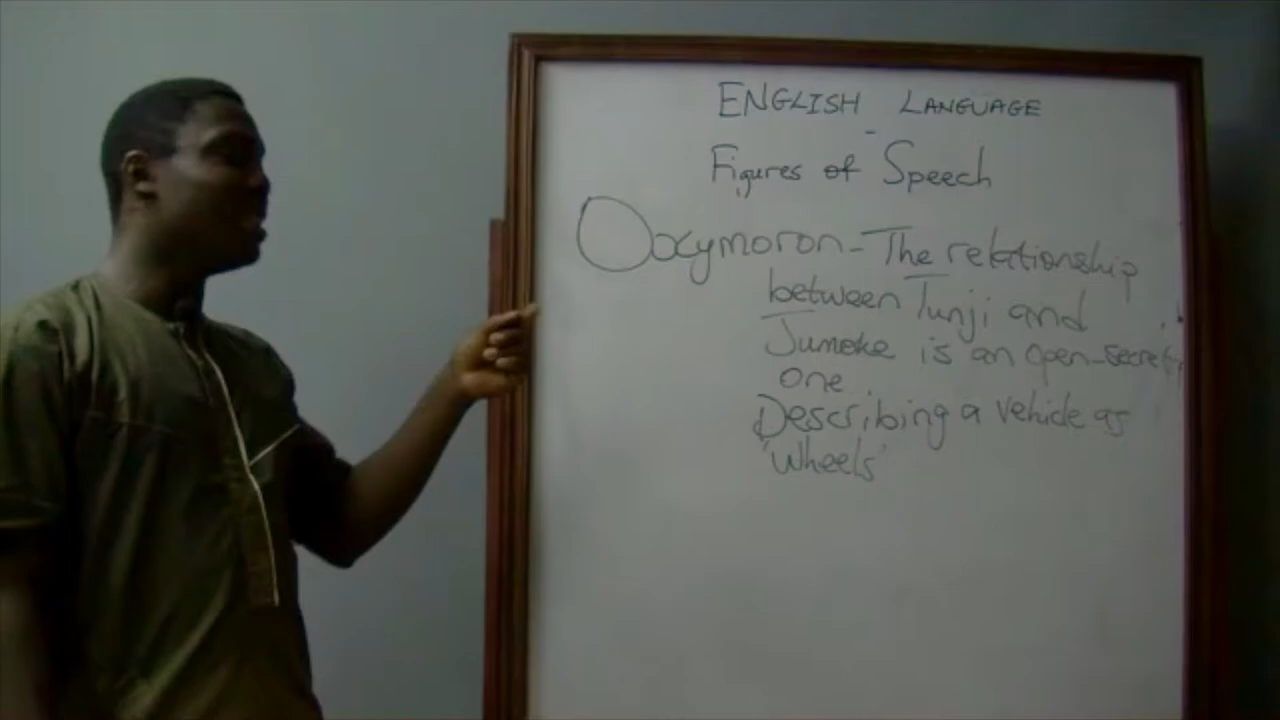 ENGLISH LANGUAGE
-
Figures of Speech
Oxymoron - The relationship
between Tunji and
Jumoke is an open-secret
one
Describing a vehicle as
'Wheels'